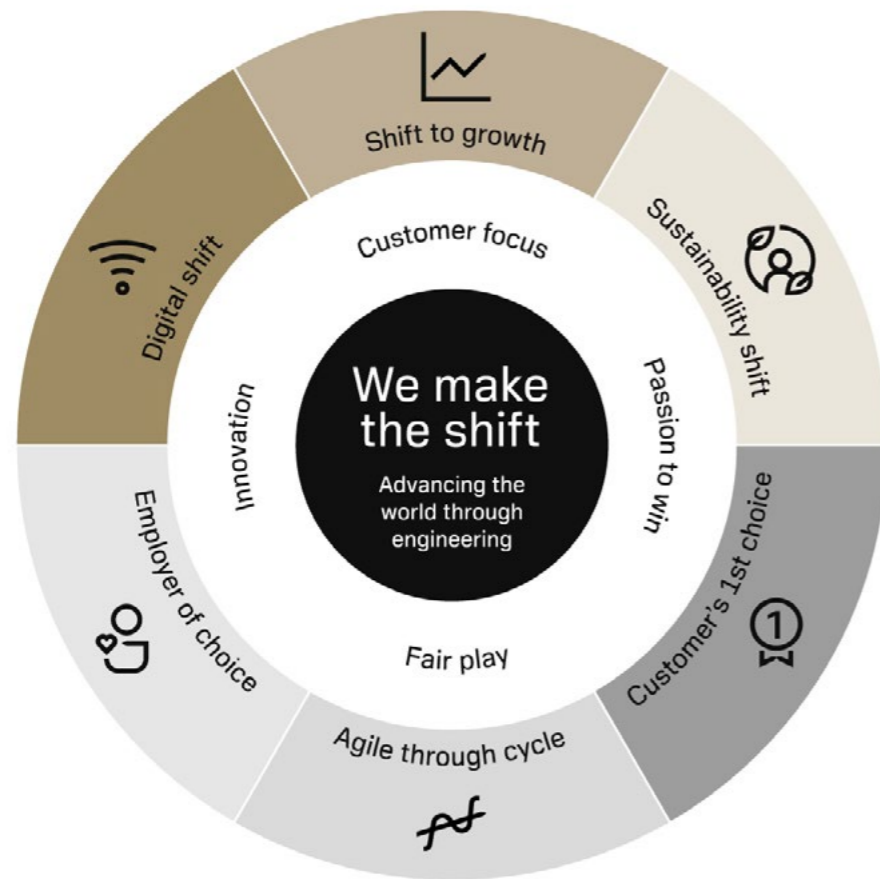 Shift to growth
Sustainability shift
Customer's 1st choice
Agile through cycle
Employer of choice
Digital shift
Customer focus
Passion to win
Fair play
Innovation
We make
the shift
Advancing the
world through
engineering
1